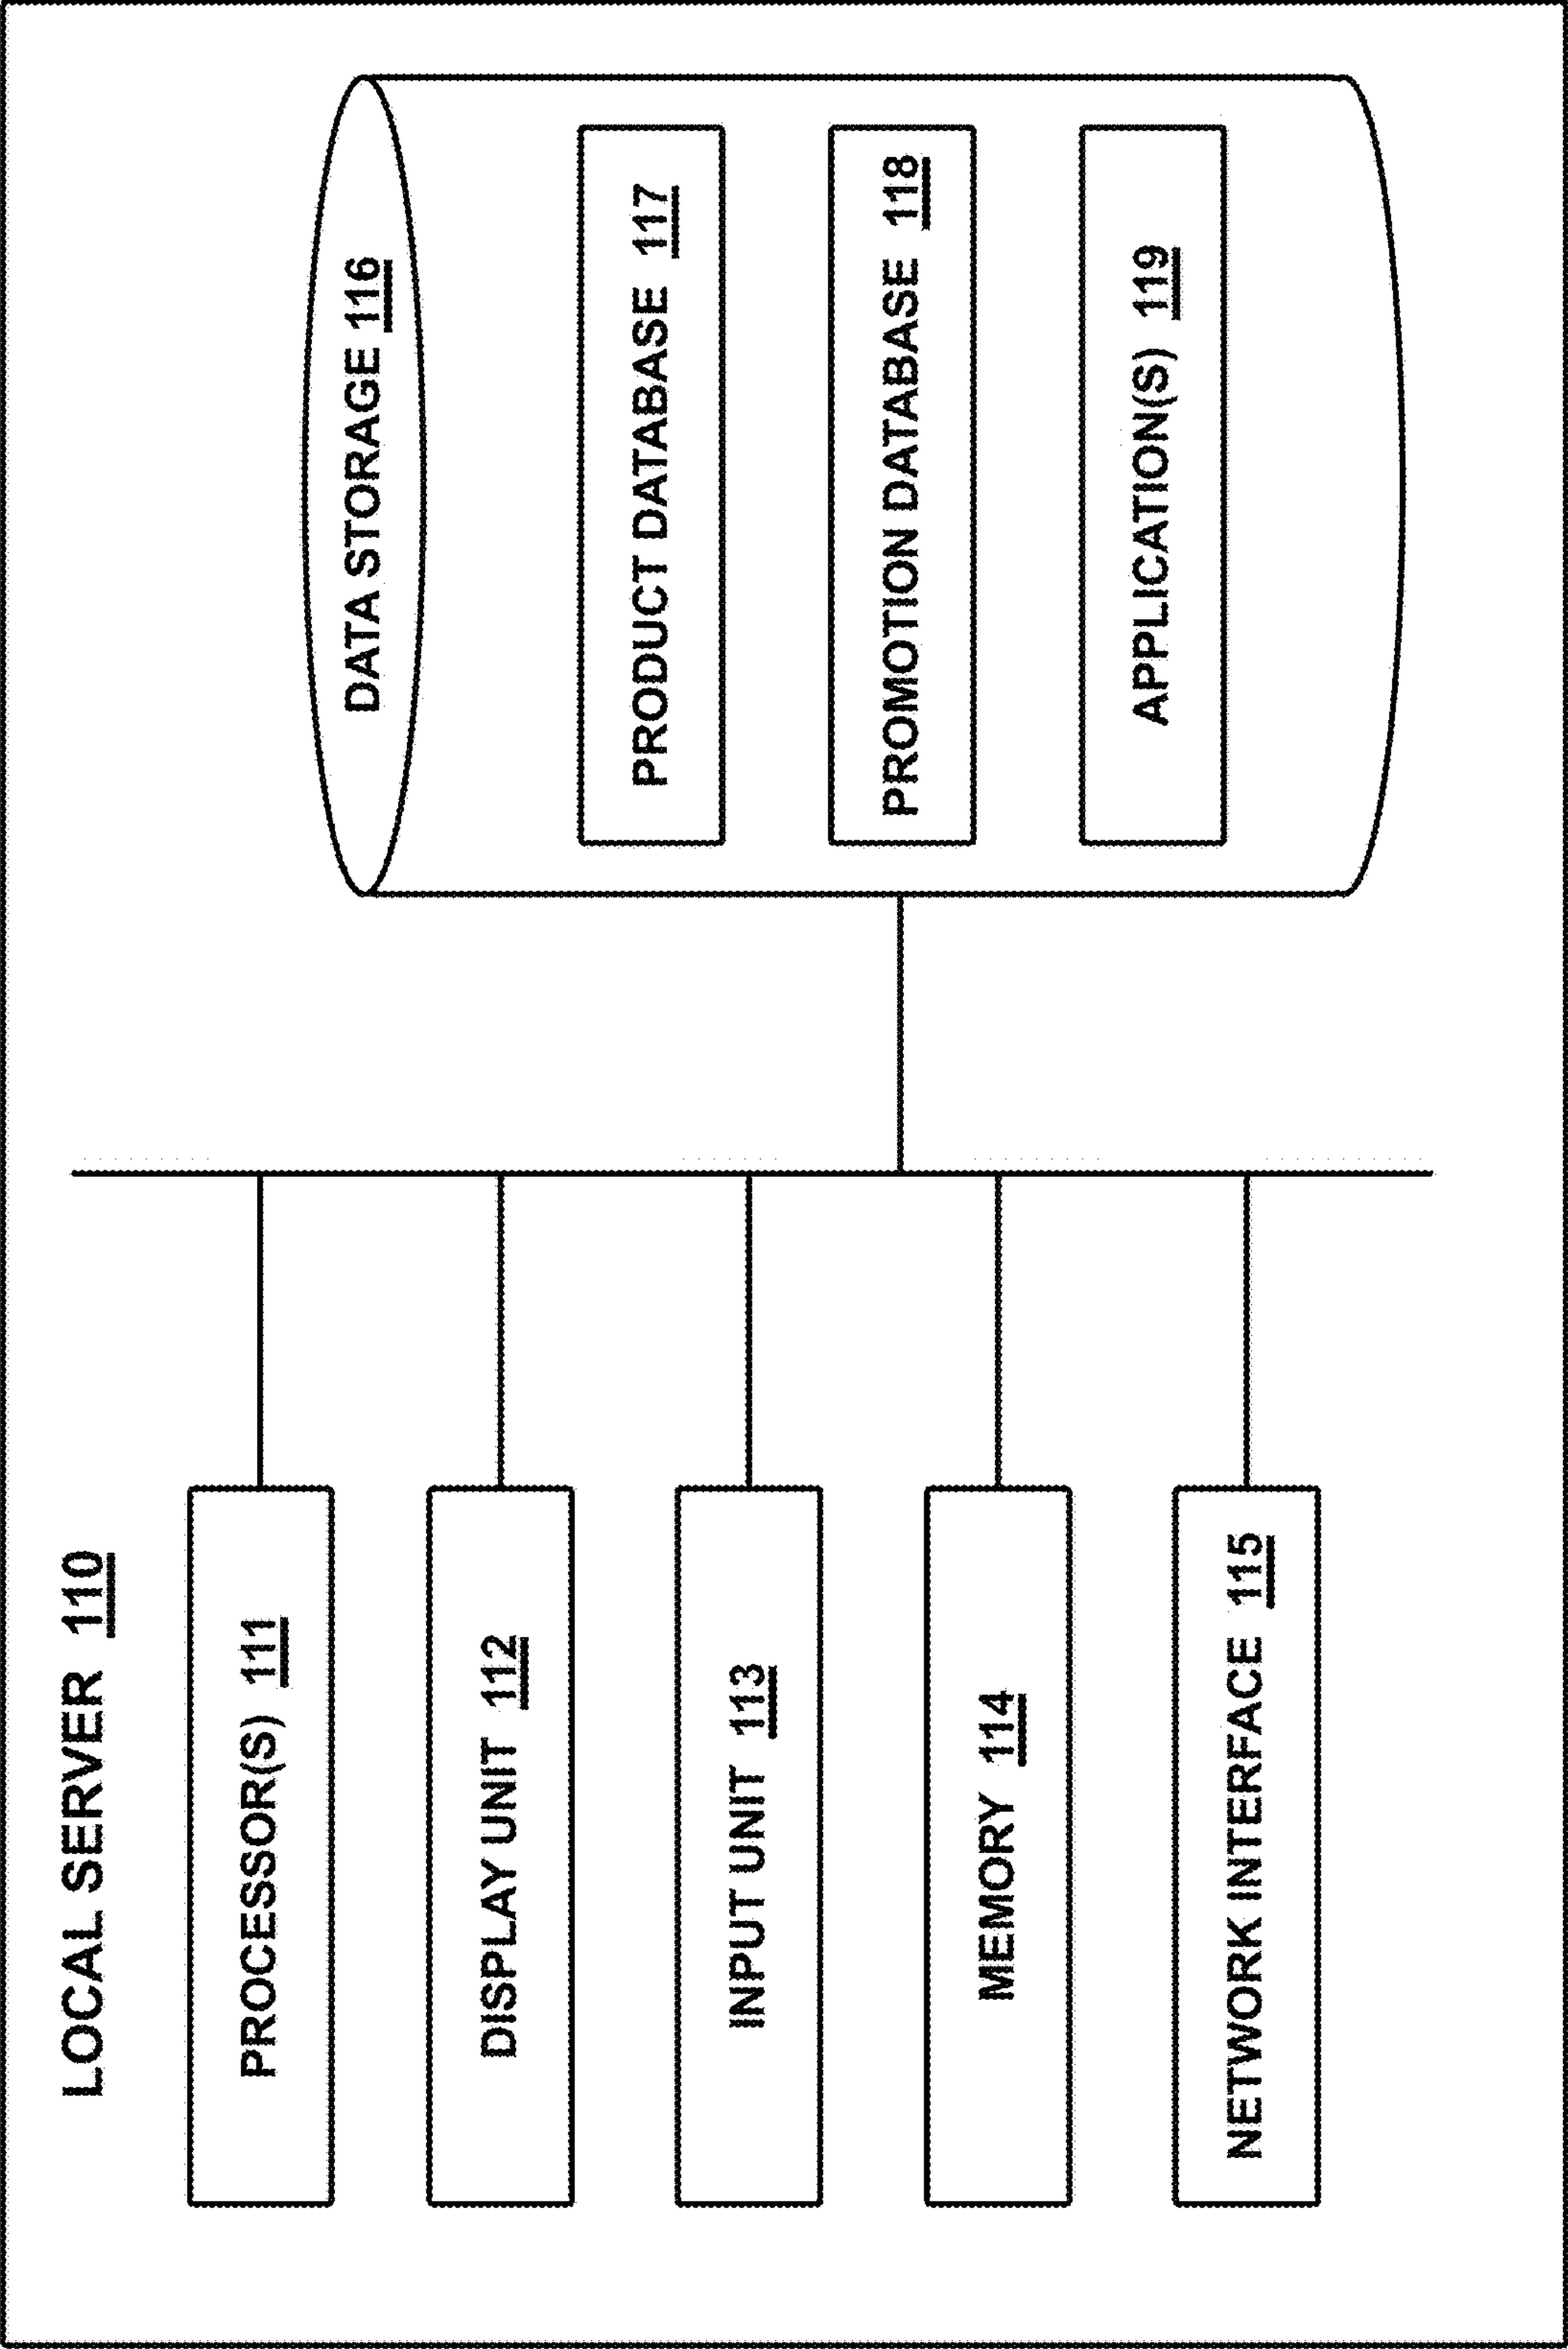 LOCAL SERVER 110
PROCESSOR(S) 111
DISPLAY UNIT 112
INPUT UNIT 113
MEMORY 114
NETWORK INTERFACE 115
DATA STORAGE 116
PRODUCT DATABASE 117
PROMOTION DATABASE 118
APPLICATION(S) 119